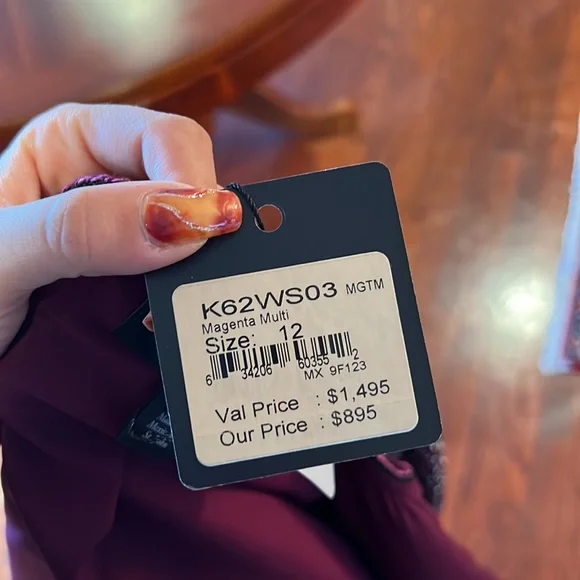 K62WS03 MGTM
Magenta Multi
Size: 12
6 34206 60355 2
MX 9F123
Val Price : $1,495
Our Price : $895